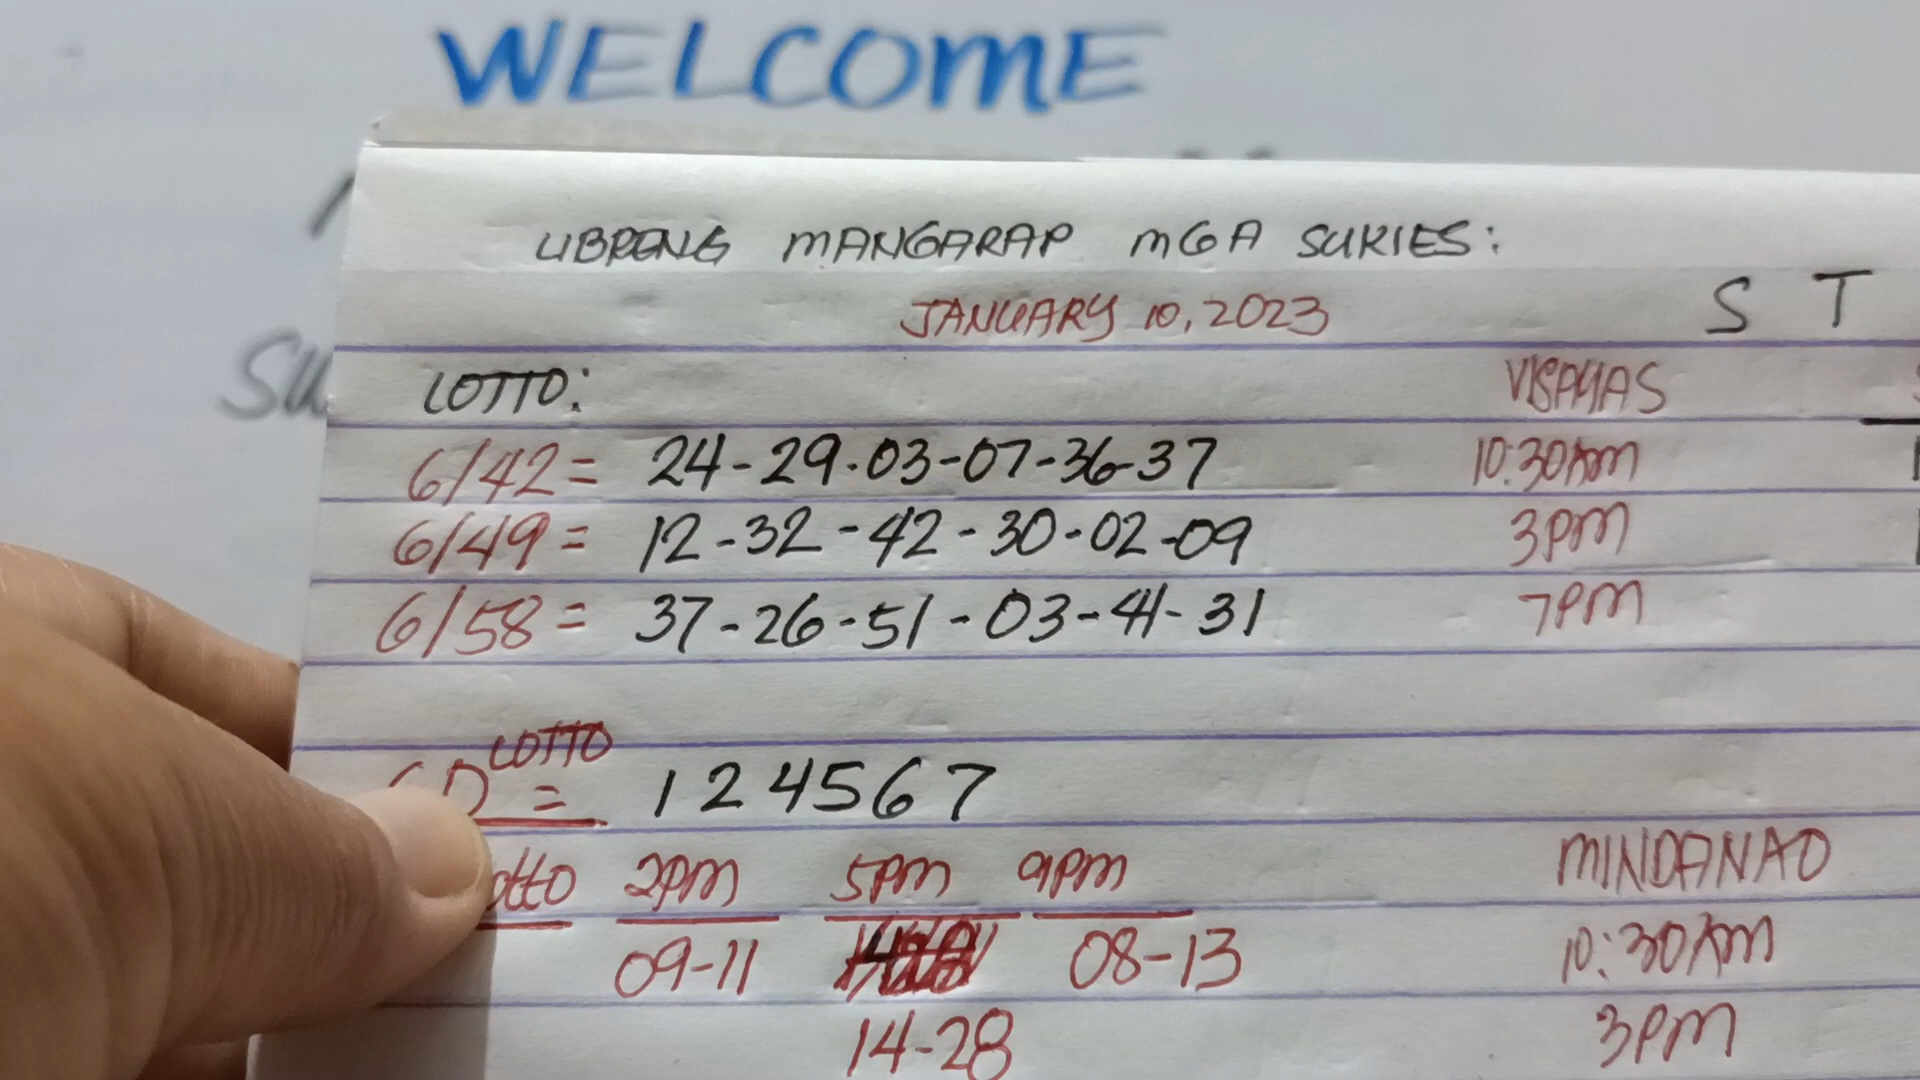 WELCOME
LIBRENG MANGARAP MGA SUKIES:
JANUARY 10, 2023
S T
LOTTO:
VISAYAS
6/42 = 24-29-03-07-36-37
10:30AM
6/49 = 12-32-42-30-02-09
3PM
6/58 = 37-26-51-03-41-31
7PM
LOTTO
6D = 124567
MINDANAO
otto 2PM 5PM 9PM
09-11 08-13
10:30AM
14-28
3PM